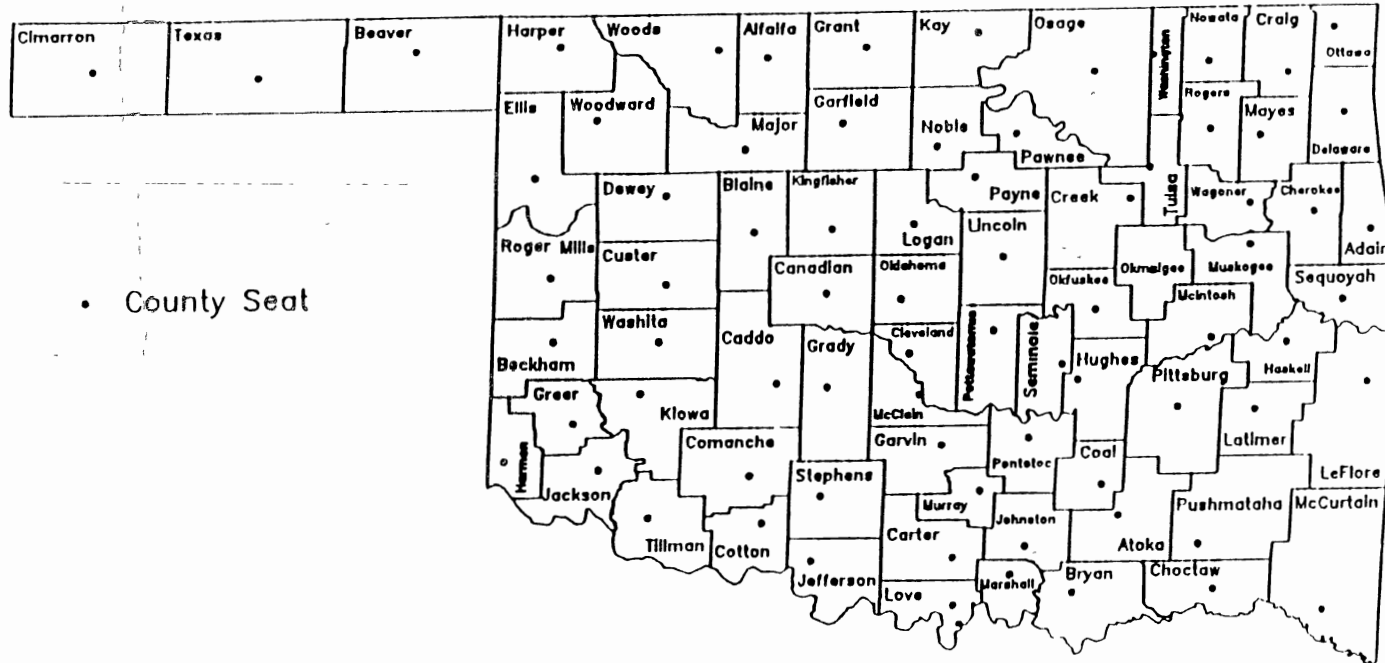 Cimarron
Texas
Beaver
Harper
Woods
Alfalfa
Grant
Kay
Osage
Washington
Nowata
Craig
Ottawa
Ellis
Woodward
Major
Garfield
Noble
Pawnee
Rogers
Mayes
Delaware
Dewey
Blaine
Kingfisher
Logan
Payne
Lincoln
Creek
Tulsa
Wagoner
Cherokee
Adair
Roger Mills
Custer
Canadian
Oklahoma
Okfuskee
Okmulgee
Muskogee
McIntosh
Sequoyah
• County Seat
Washita
Caddo
Grady
Cleveland
Pottawatomie
Seminole
Hughes
Pittsburg
Haskell
Beckham
Greer
Kiowa
McClain
Harmon
Jackson
Comanche
Stephens
Garvin
Pontotoc
Coal
Latimer
LeFlore
Murray
Johnston
Pushmataha
McCurtain
Tillman
Cotton
Jefferson
Carter
Love
Marshall
Bryan
Atoka
Choctaw